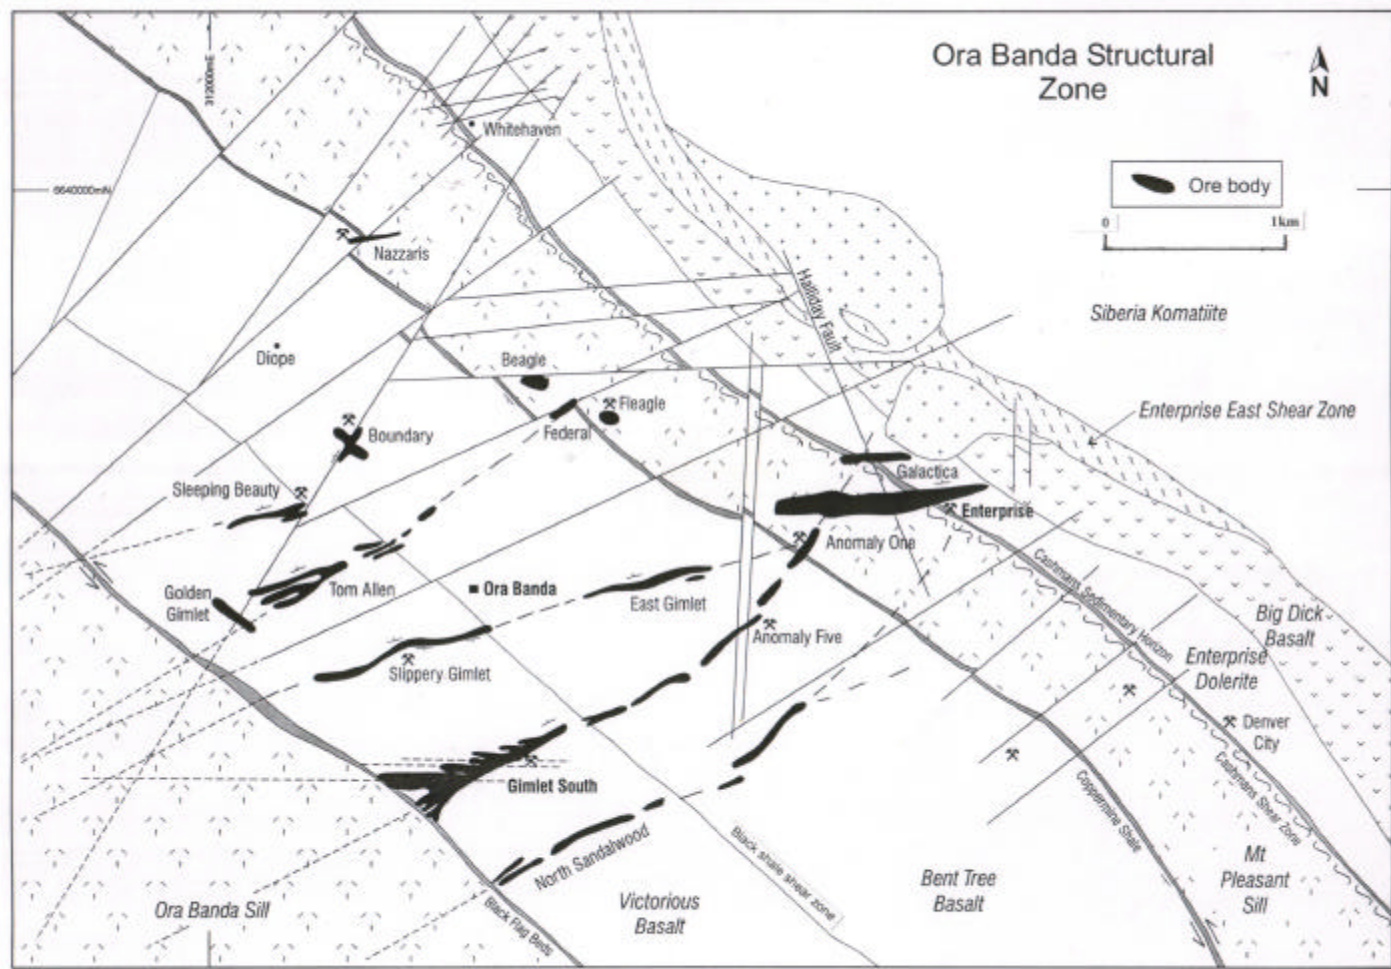 Ora Banda Structural
Zone
N
312000mE
6640000mN
Ore body
0
1km
Whitehaven
Nazzaris
Halliday Fault
Siberia Komatiite
Diope
Beagle
Fleagle
Federal
Enterprise East Shear Zone
Boundary
Galactica
Sleeping Beauty
Enterprise
Anomaly One
Golden
Gimlet
Tom Allen
Ora Banda
East Gimlet
Cashmans Sedimentary Horizon
Big Dick
Basalt
Anomaly Five
Enterprise
Dolerite
Slippery Gimlet
Denver
City
Gimlet South
Coppermine Shale
Cashmans Shear Zone
North Sandalwood
Black shale shear zone
Mt
Pleasant
Sill
Bent Tree
Basalt
Victorious
Basalt
Ora Banda Sill
Black Flag Beds